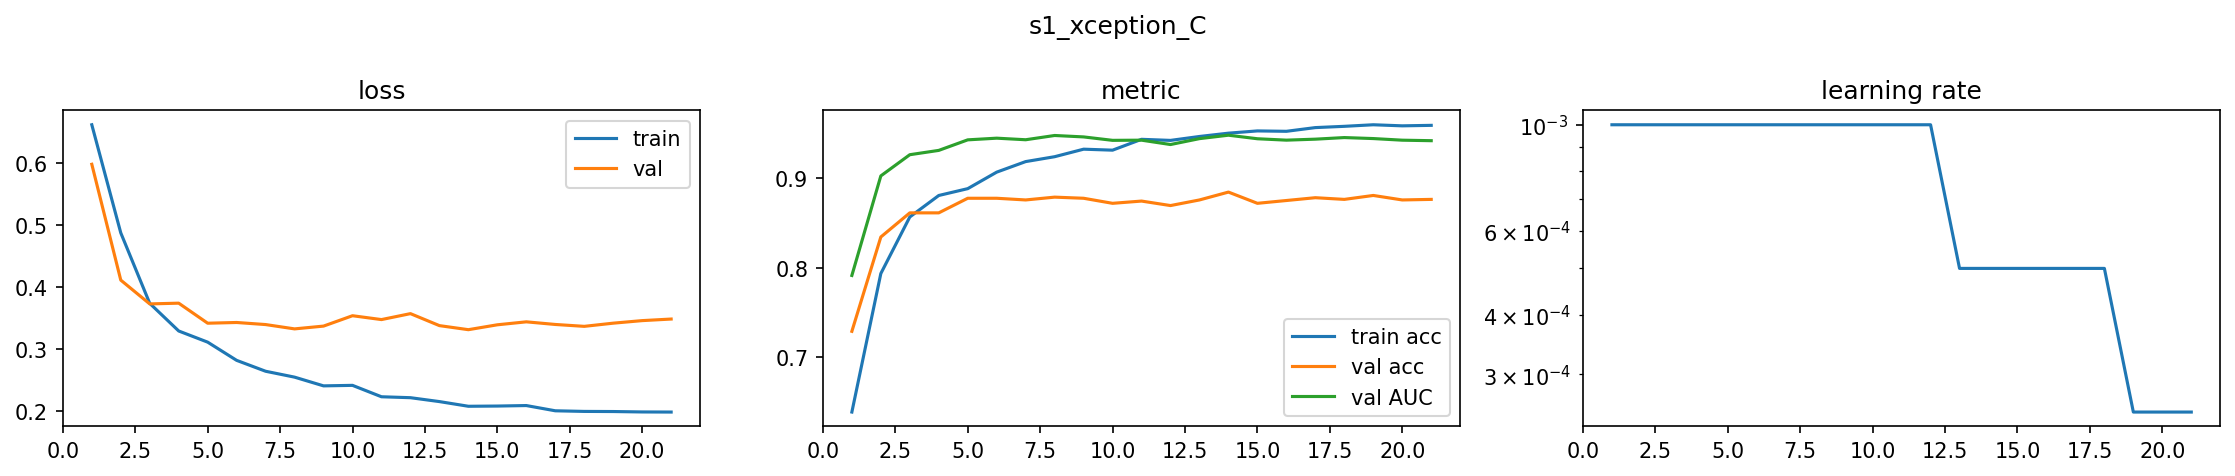 s1_xception_C
loss
train
val
0.6
0.5
0.4
0.3
0.2
0.0 2.5 5.0 7.5 10.0 12.5 15.0 17.5 20.0
metric
0.9
0.8
0.7
train acc
val acc
val AUC
0.0 2.5 5.0 7.5 10.0 12.5 15.0 17.5 20.0
learning rate
10⁻³
6 × 10⁻⁴
4 × 10⁻⁴
3 × 10⁻⁴
0.0 2.5 5.0 7.5 10.0 12.5 15.0 17.5 20.0